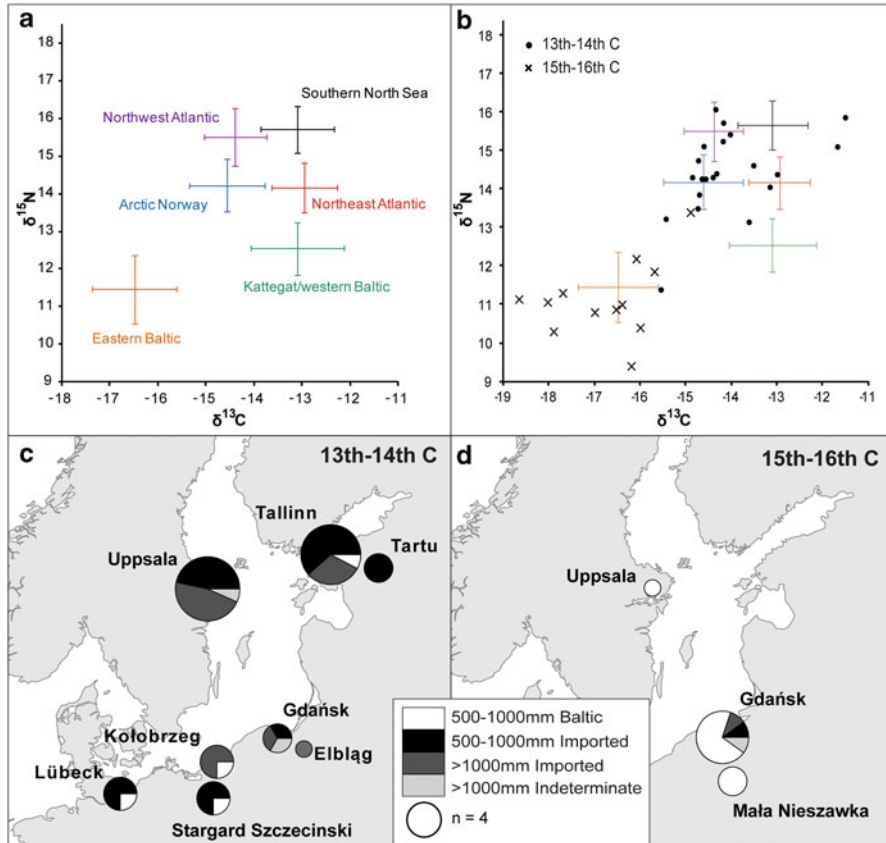 a
18
17
16
15
14
13
12
11
10
9
δ15N
-18 -17 -16 -15 -14 -13 -12 -11
δ13C
Southern North Sea
Northwest Atlantic
Arctic Norway
Northeast Atlantic
Kattegat/western Baltic
Eastern Baltic
b
• 13th-14th C
× 15th-16th C
18
17
16
15
14
13
12
11
10
9
δ15N
-19 -18 -17 -16 -15 -14 -13 -12 -11
δ13C
c
13th-14th C
Tallinn
Tartu
Uppsala
Gdańsk
Kołobrzeg
Elbląg
Lübeck
Stargard Szczecinski
d
15th-16th C
Uppsala
Gdańsk
Mała Nieszawka
500-1000mm Baltic
500-1000mm Imported
>1000mm Imported
>1000mm Indeterminate
n = 4